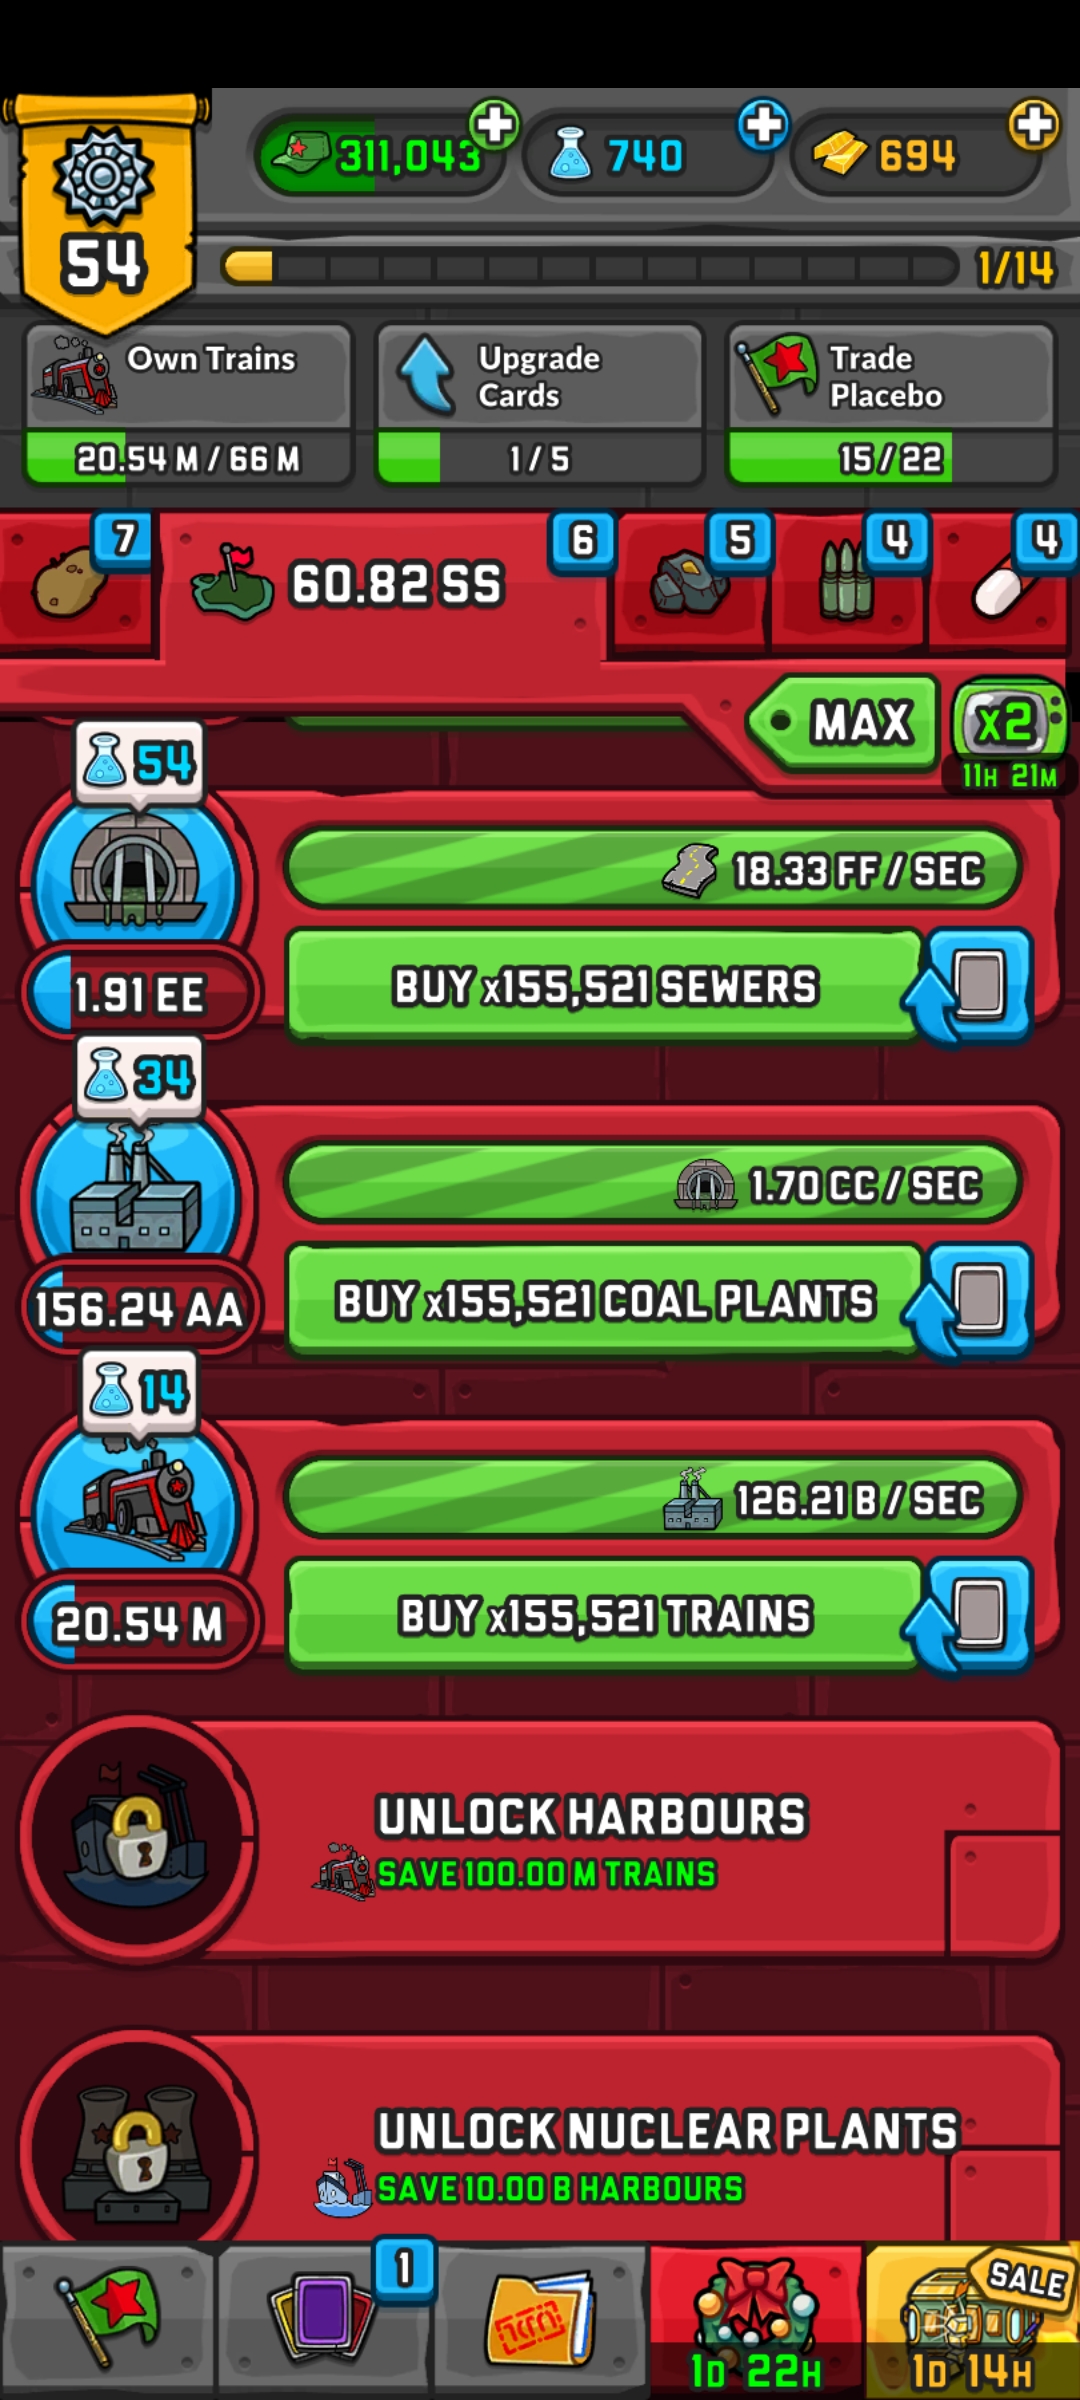 311,043
740
694
54
1/14
Own Trains
Upgrade
Cards
Trade
Placebo
20.54 M / 66 M
1 / 5
15 / 22
7
60.82 SS
6
5
4
4
MAX
x2
11H 21M
54
18.33 FF / SEC
1.91 EE
BUY x155,521 SEWERS
34
1.70 CC / SEC
156.24 AA
BUY x155,521 COAL PLANTS
14
126.21 B / SEC
20.54 M
BUY x155,521 TRAINS
UNLOCK HARBOURS
SAVE 100.00 M TRAINS
UNLOCK NUCLEAR PLANTS
SAVE 10.00 B HARBOURS
1
SALE
1D 22H
1D 14H